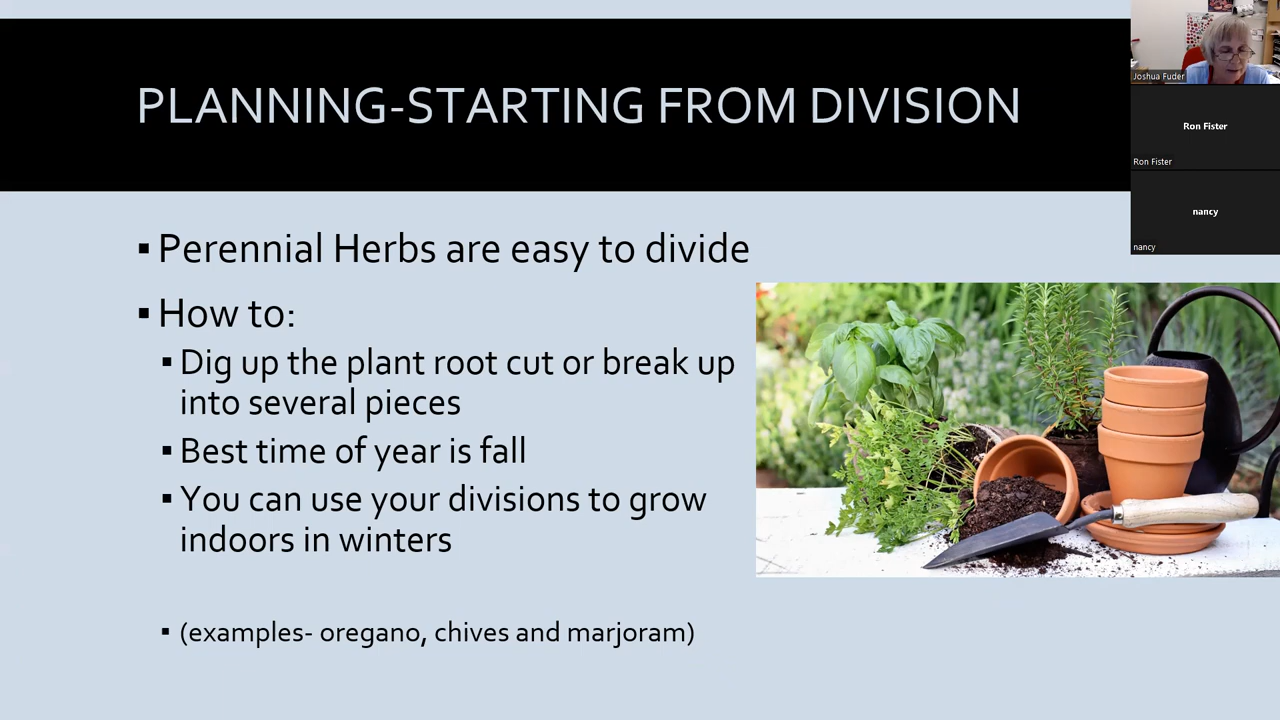 PLANNING-STARTING FROM DIVISION
▪ Perennial Herbs are easy to divide
▪ How to:
▪ Dig up the plant root cut or break up
into several pieces
▪ Best time of year is fall
▪ You can use your divisions to grow
indoors in winters
▪ (examples- oregano, chives and marjoram)
Joshua Fuder
Ron Fister
Ron Fister
nancy
nancy